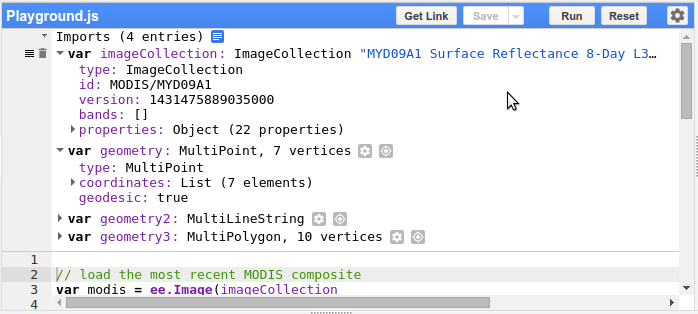 Playground.js Get Link Save Run Reset
Imports (4 entries)
var imageCollection: ImageCollection "MYD09A1 Surface Reflectance 8-Day L3…
type: ImageCollection
id: MODIS/MYD09A1
version: 1431475889035000
bands: []
properties: Object (22 properties)
var geometry: MultiPoint, 7 vertices
type: MultiPoint
coordinates: List (7 elements)
geodesic: true
var geometry2: MultiLineString
var geometry3: MultiPolygon, 10 vertices
1
2 // load the most recent MODIS composite
3 var modis = ee.Image(imageCollection
4